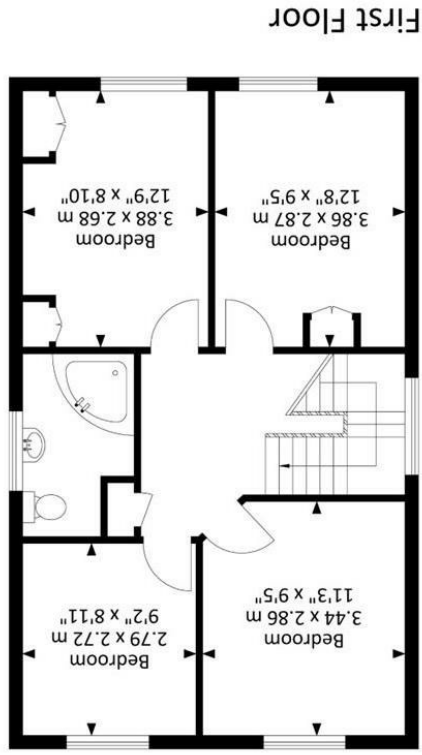 Bedroom
3.44 x 2.86 m
11'3" x 9'5"
Bedroom
2.79 x 2.72 m
9'2" x 8'11"
Bedroom
3.86 x 2.87 m
12'8" x 9'5"
Bedroom
3.88 x 2.68 m
12'9" x 8'10"
First Floor